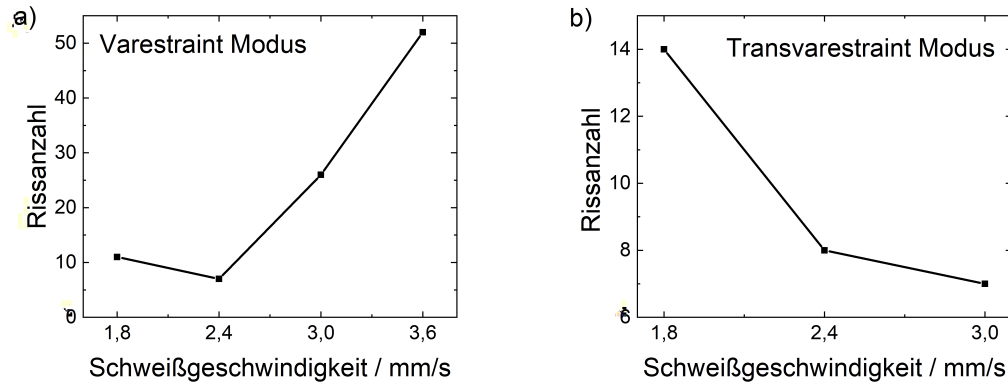 a)
Varestraint Modus
50
40
30
20
10
0
Rissanzahl
1,8 2,4 3,0 3,6
Schweißgeschwindigkeit / mm/s
b)
Transvarestraint Modus
14
12
10
8
6
Rissanzahl
1,8 2,4 3,0
Schweißgeschwindigkeit / mm/s